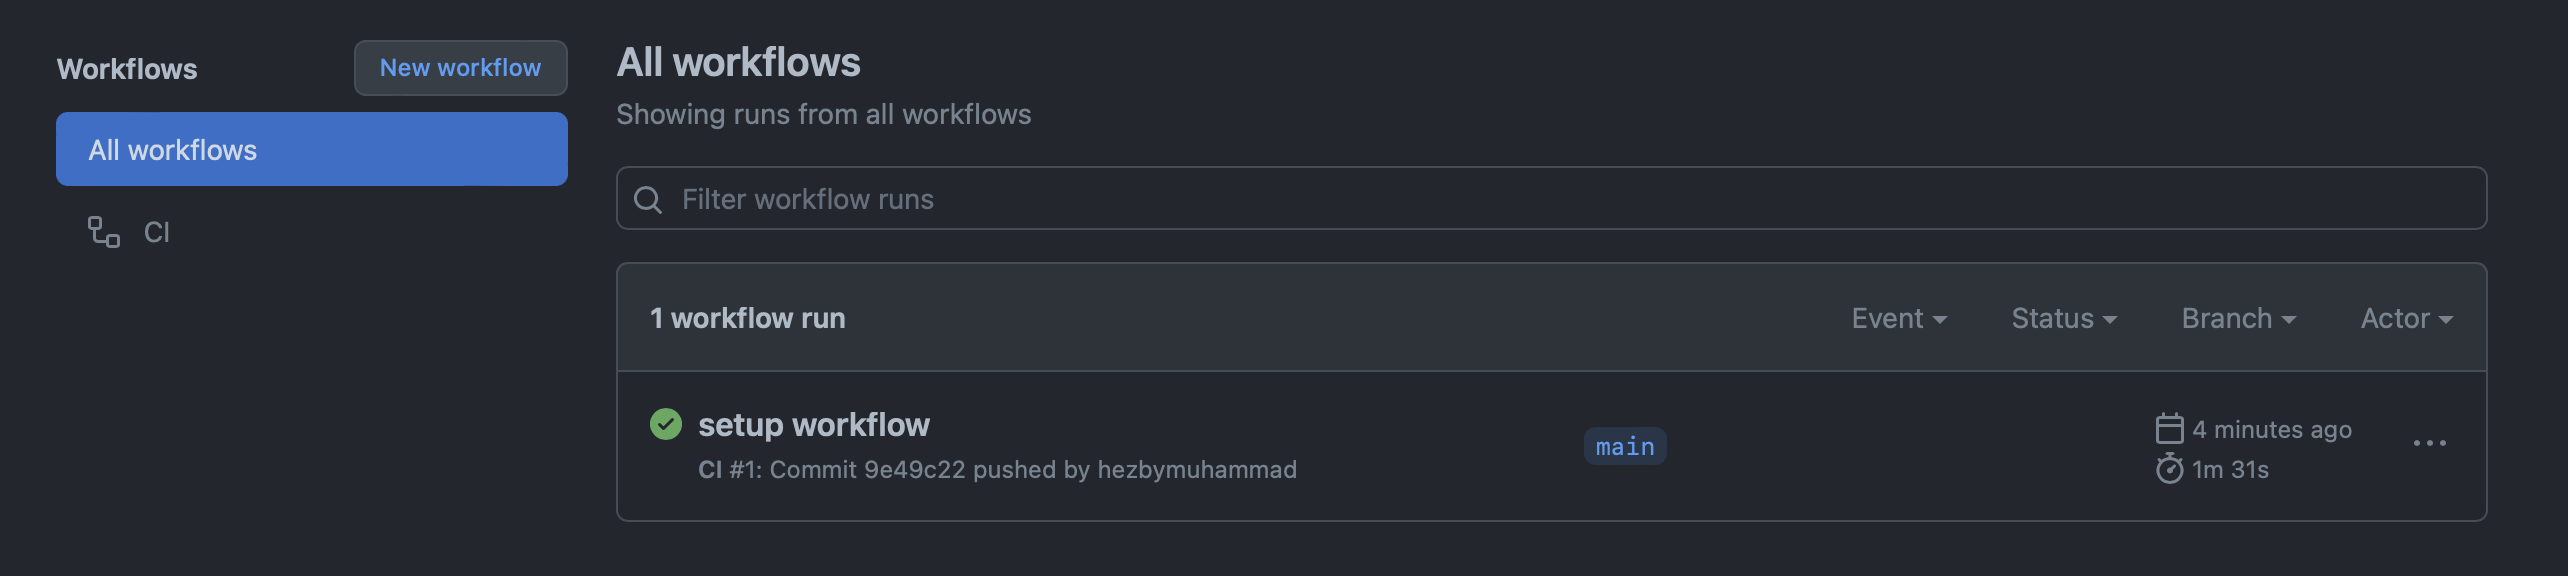 Workflows
New workflow
All workflows
CI
All workflows
Showing runs from all workflows
Filter workflow runs
1 workflow run
Event
Status
Branch
Actor
setup workflow
CI #1: Commit 9e49c22 pushed by hezbymuhammad
main
4 minutes ago
1m 31s